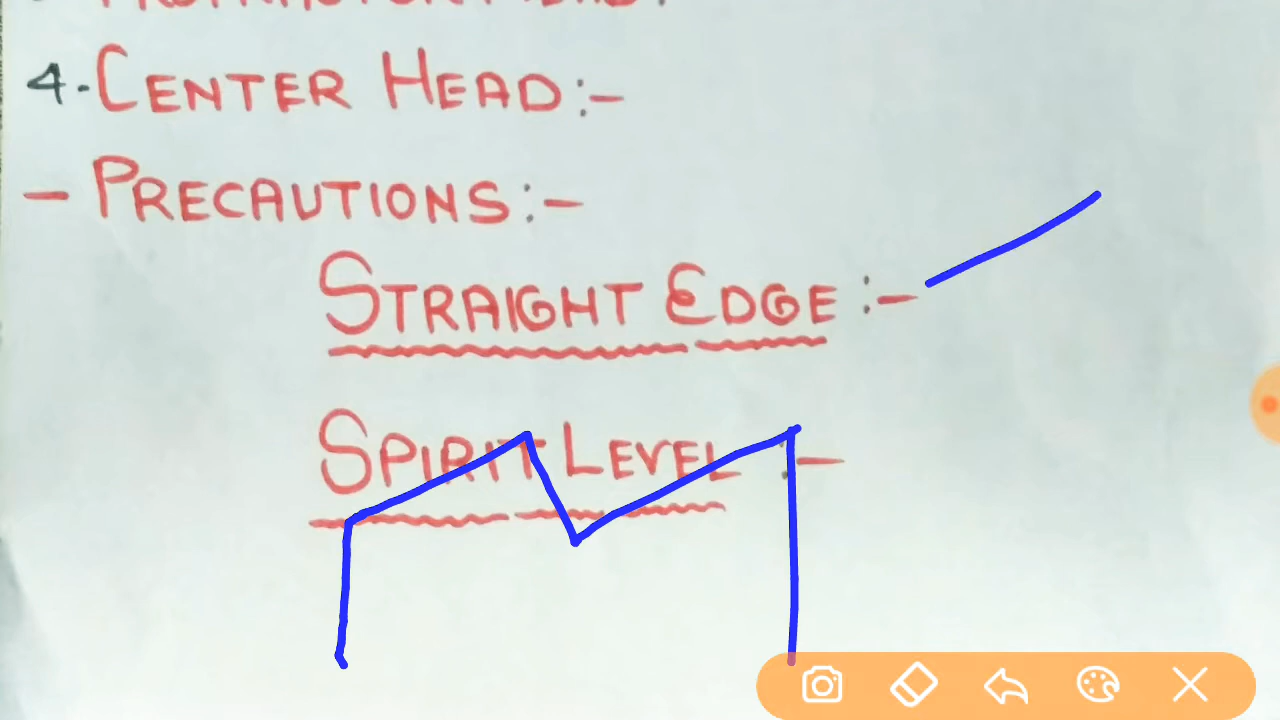 4. CENTER HEAD :-
- PRECAUTIONS :-
STRAIGHT EDGE :-
SPIRIT LEVEL :-